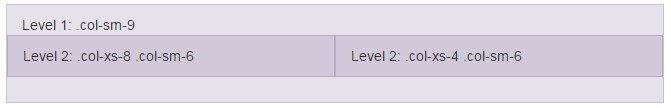 Level 1: .col-sm-9
Level 2: .col-xs-8 .col-sm-6
Level 2: .col-xs-4 .col-sm-6